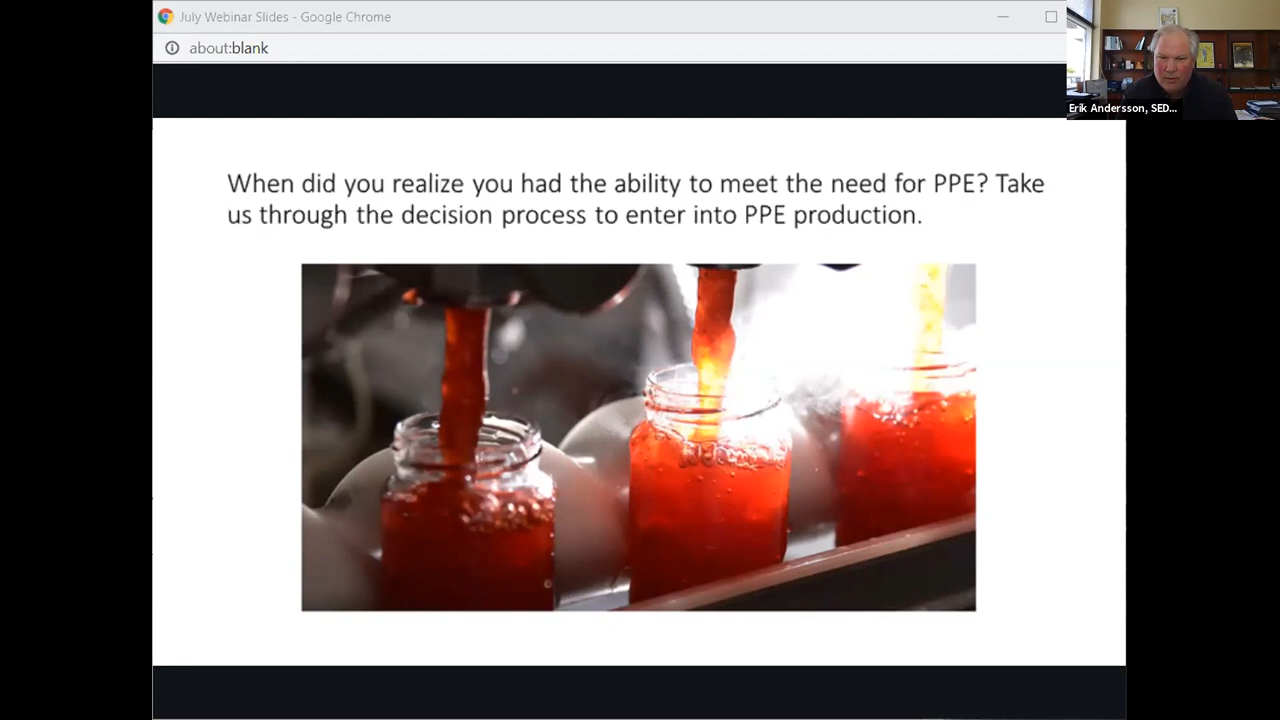 July Webinar Slides - Google Chrome
about:blank
Erik Andersson, SED...
When did you realize you had the ability to meet the need for PPE? Take
us through the decision process to enter into PPE production.